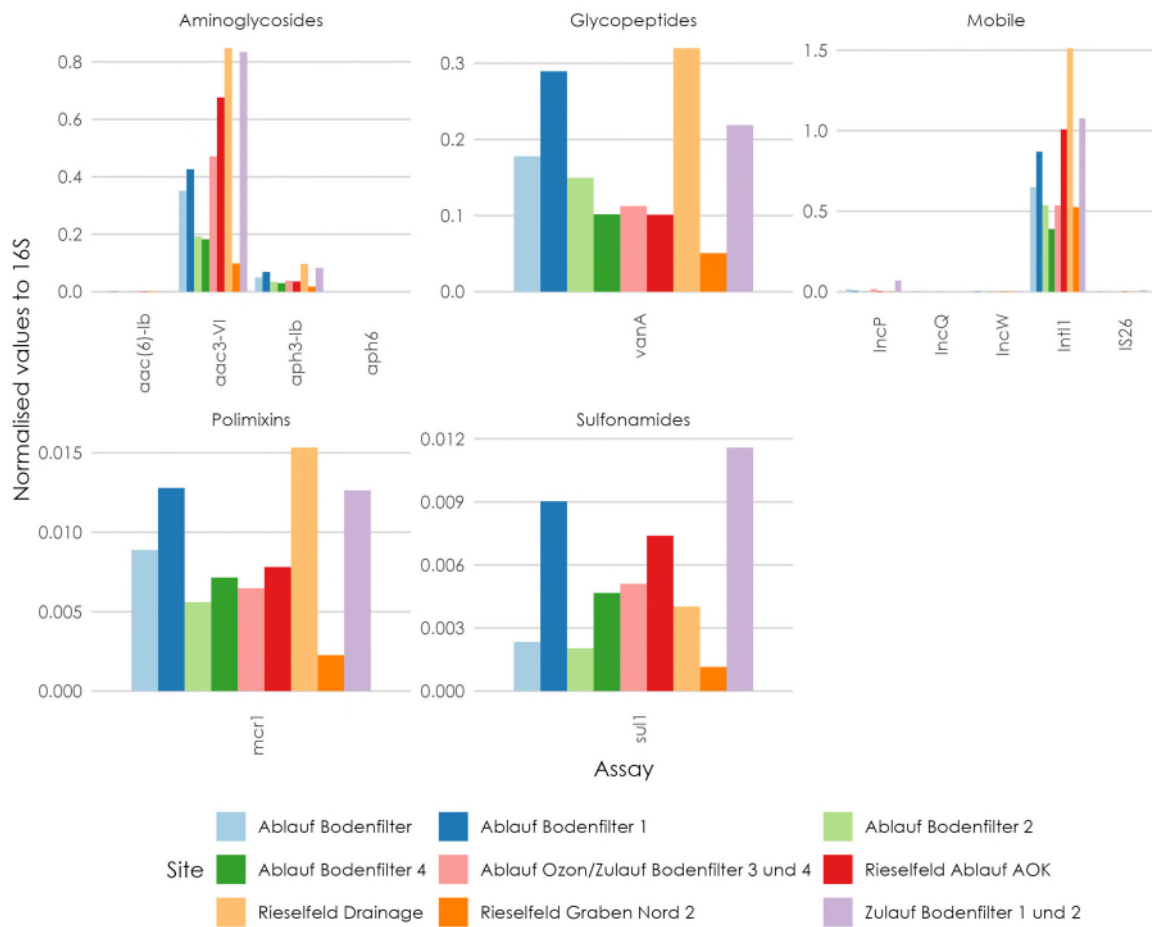 Aminoglycosides
Glycopeptides
Mobile
Normalised values to 16S
0.8
0.6
0.4
0.2
0.0
aac(6)-Ib
aac3-VI
aph3-Ib
aph6
0.3
0.2
0.1
0.0
vanA
1.5
1.0
0.5
0.0
IncP
IncQ
IncW
IntI1
IS26
Polimixins
Sulfonamides
0.015
0.010
0.005
0.000
mcr1
0.012
0.009
0.006
0.003
0.000
sul1
Assay
Site
Ablauf Bodenfilter
Ablauf Bodenfilter 1
Ablauf Bodenfilter 2
Ablauf Bodenfilter 4
Ablauf Ozon/Zulauf Bodenfilter 3 und 4
Rieselfeld Ablauf AOK
Rieselfeld Drainage
Rieselfeld Graben Nord 2
Zulauf Bodenfilter 1 und 2